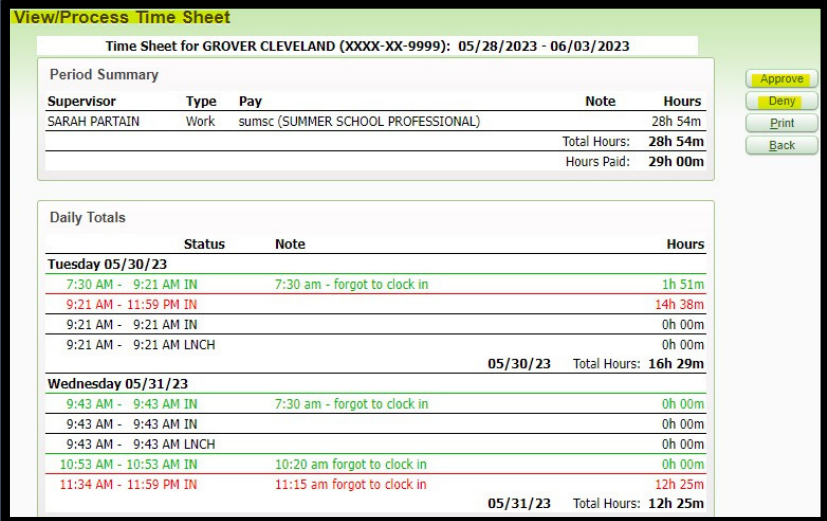 View/Process Time Sheet
Time Sheet for GROVER CLEVELAND (XXXX-XX-9999): 05/28/2023 - 06/03/2023
Period Summary
Supervisor Type Pay Note Hours
SARAH PARTAIN Work sumsc (SUMMER SCHOOL PROFESSIONAL) 28h 54m
Total Hours: 28h 54m
Hours Paid: 29h 00m
Approve
Deny
Print
Back
Daily Totals
Status Note Hours
Tuesday 05/30/23
7:30 AM - 9:21 AM IN 7:30 am - forgot to clock in 1h 51m
9:21 AM - 11:59 PM IN 14h 38m
9:21 AM - 9:21 AM IN 0h 00m
9:21 AM - 9:21 AM LNCH 0h 00m
05/30/23 Total Hours: 16h 29m
Wednesday 05/31/23
9:43 AM - 9:43 AM IN 7:30 am - forgot to clock in 0h 00m
9:43 AM - 9:43 AM IN 0h 00m
9:43 AM - 9:43 AM LNCH 0h 00m
10:53 AM - 10:53 AM IN 10:20 am forgot to clock in 0h 00m
11:34 AM - 11:59 PM IN 11:15 am forgot to clock in 12h 25m
05/31/23 Total Hours: 12h 25m